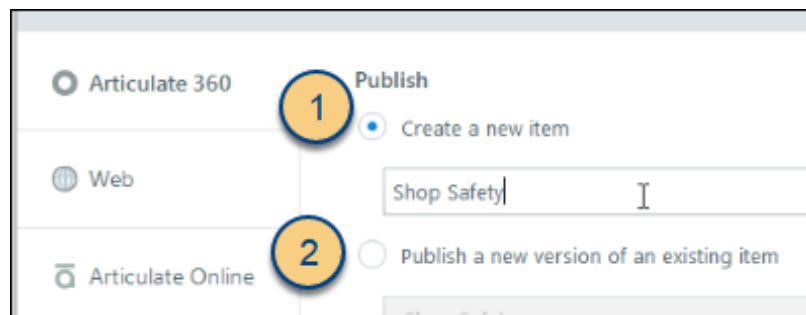 Articulate 360
Publish
1
Create a new item
Web
Shop Safety
2
Publish a new version of an existing item
Articulate Online